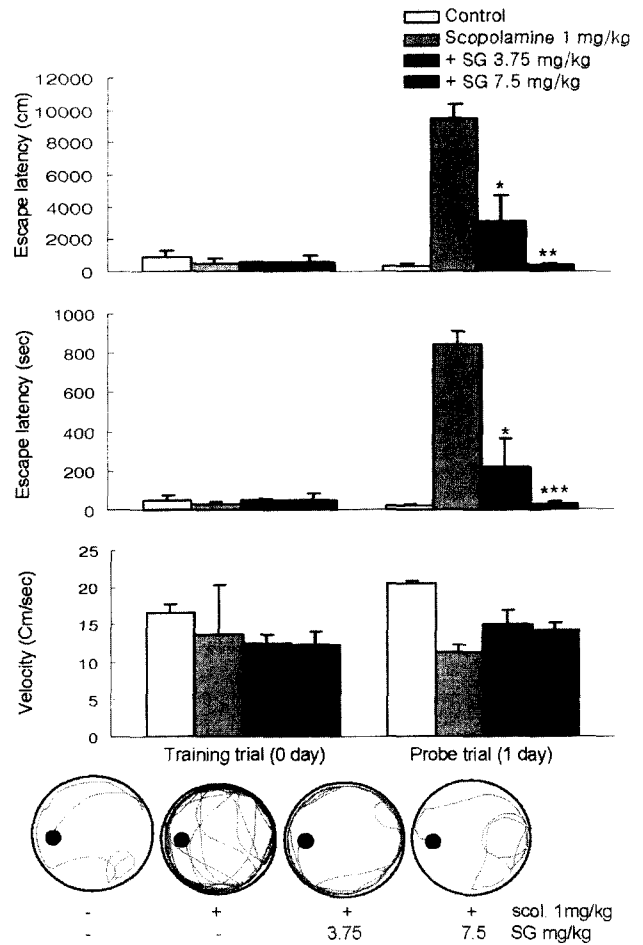 Control
Scopolamine 1 mg/kg
+ SG 3.75 mg/kg
+ SG 7.5 mg/kg
Escape latency (cm)
12000
10000
8000
6000
4000
2000
0
*
**
Escape latency (sec)
1000
800
600
400
200
0
*
***
Velocity (Cm/sec)
25
20
15
10
5
0
Training trial (0 day) Probe trial (1 day)
- + + + scol. 1mg/kg
- - 3.75 7.5 SG mg/kg